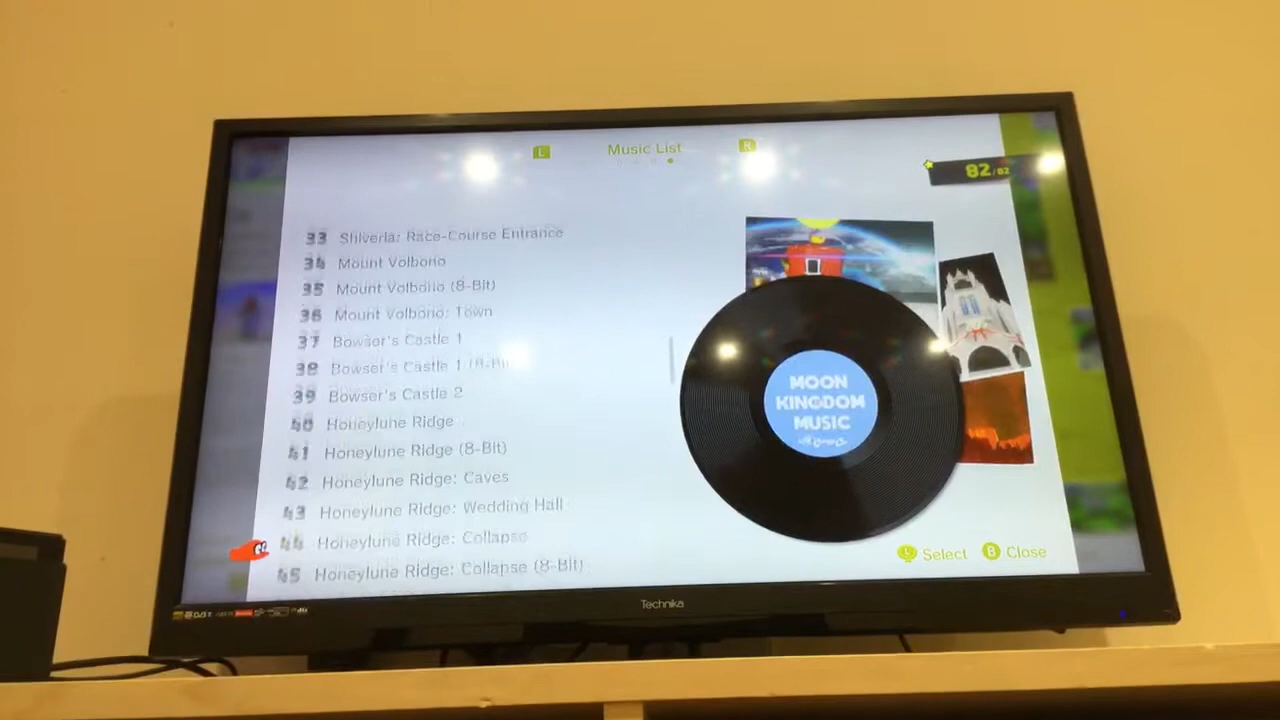 L Music List R
82/82
33 Shiveria: Race-Course Entrance
34 Mount Volbono
35 Mount Volbono (8-Bit)
36 Mount Volbono: Town
37 Bowser's Castle 1
38 Bowser's Castle 1 (8-Bit
39 Bowser's Castle 2
40 Honeylune Ridge
41 Honeylune Ridge (8-Bit)
42 Honeylune Ridge: Caves
43 Honeylune Ridge: Wedding Hall
44 Honeylune Ridge: Collapse
45 Honeylune Ridge: Collapse (8-Bit)
MOON
KINGDOM
MUSIC
L Select B Close
Technika